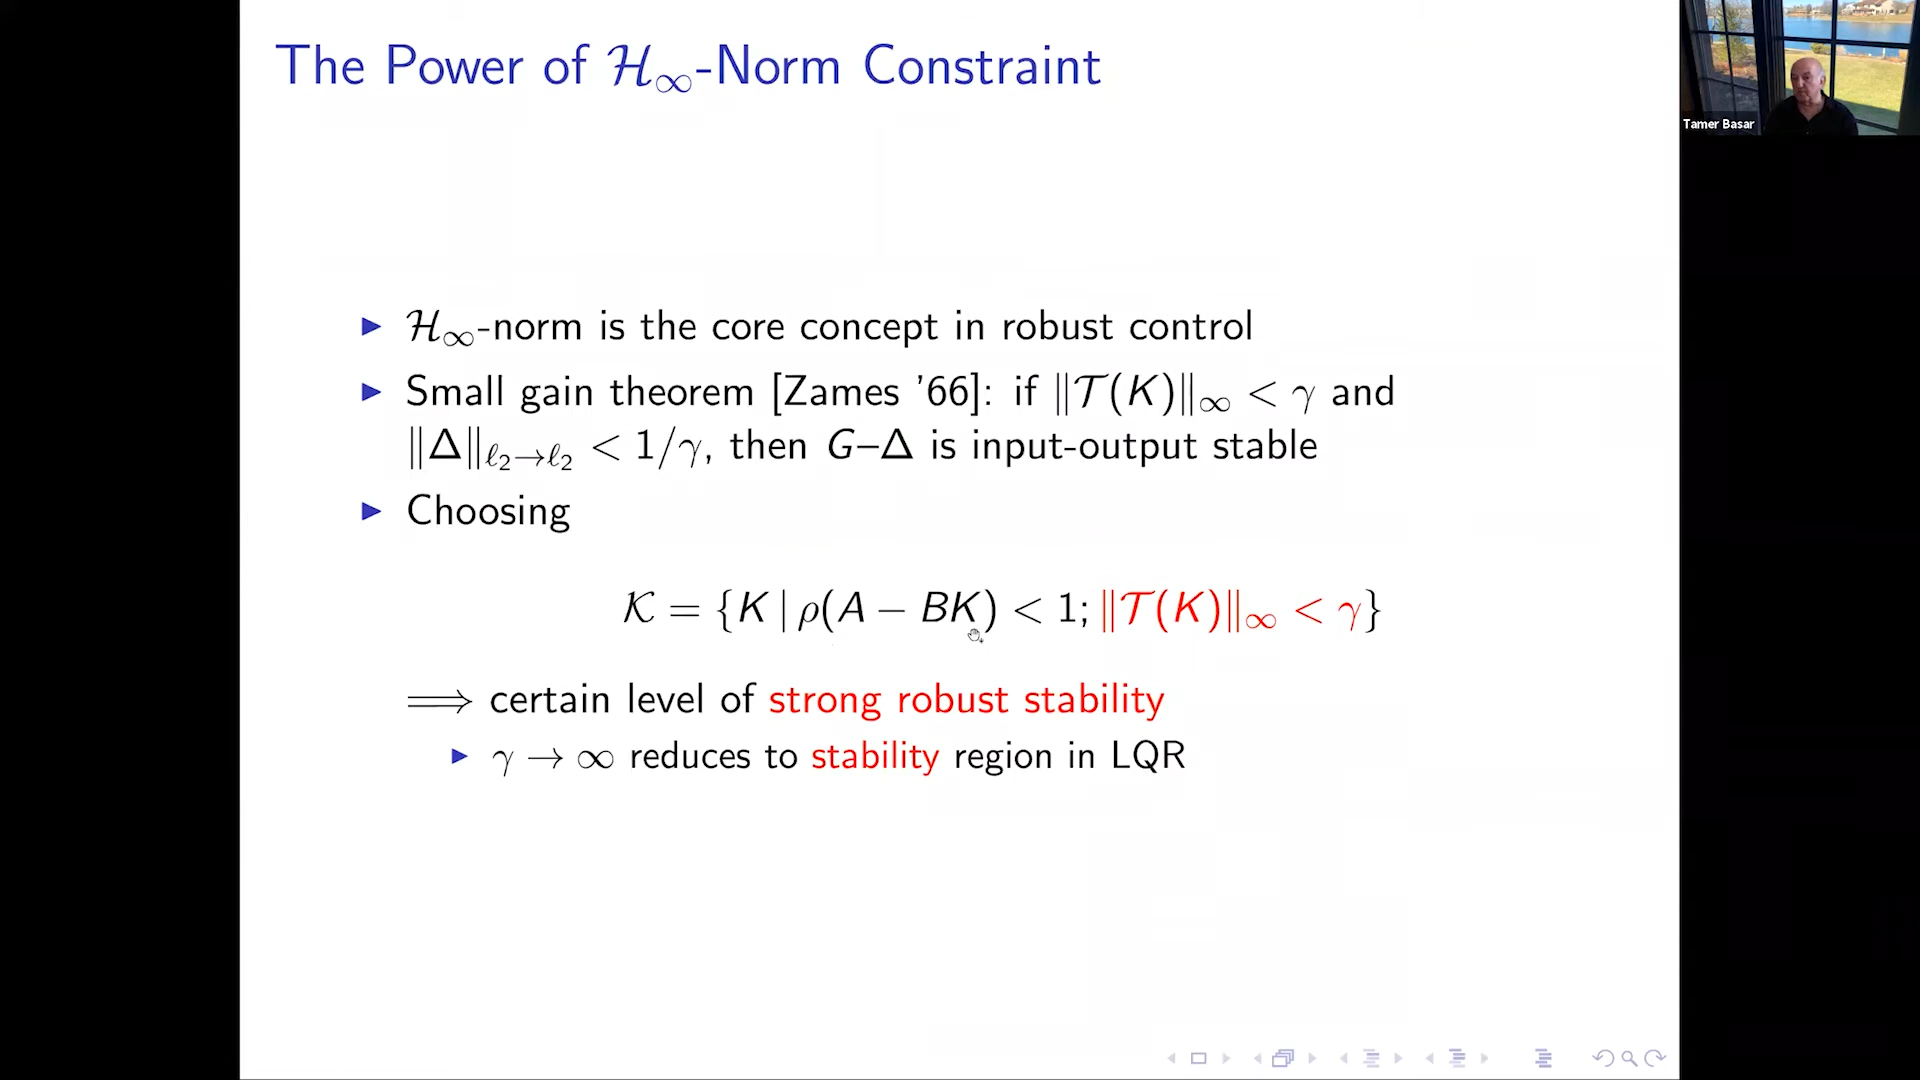 The Power of 𝓗∞-Norm Constraint
Tamer Basar
▶ 𝓗∞-norm is the core concept in robust control
▶ Small gain theorem [Zames '66]: if ‖𝒯(K)‖∞ < γ and
‖Δ‖ℓ₂→ℓ₂ < 1/γ, then G–Δ is input-output stable
▶ Choosing
𝒦 = {K | ρ(A − BK) < 1; ‖𝒯(K)‖∞ < γ}
⟹ certain level of strong robust stability
▶ γ → ∞ reduces to stability region in LQR